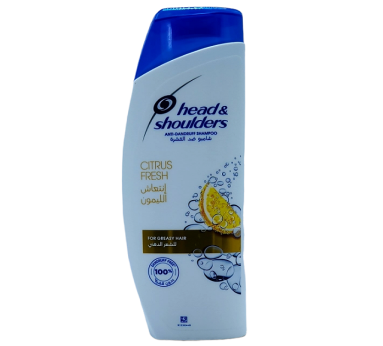 head&
shoulders
ANTI-DANDRUFF SHAMPOO
شامبو ضد القشرة
CITRUS
FRESH
إنتعاش
الليمون
FOR GREASY HAIR
للشعر الدهني
100%